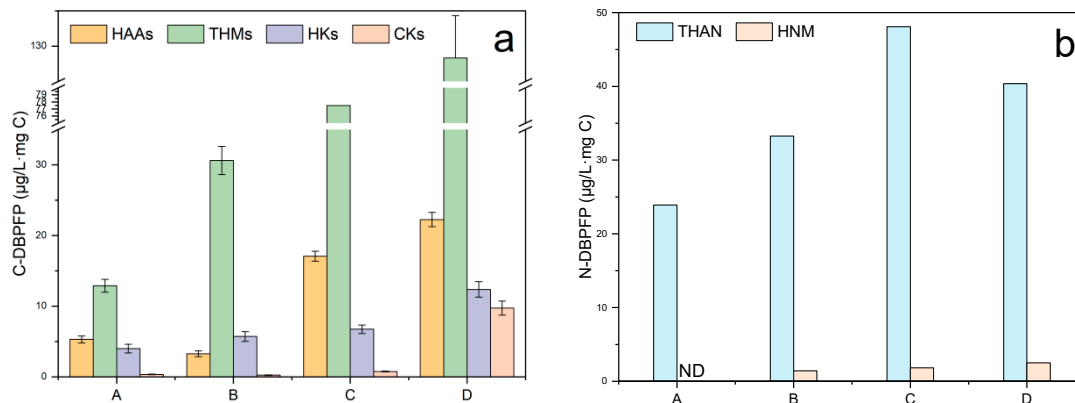 HAAs THMs HKs CKs
a
C-DBPFP (µg/L·mg C)
130
79
78
77
76
30
20
10
0
A B C D
THAN HNM
b
N-DBPFP (µg/L·mg C)
50
40
30
20
10
0
ND
A B C D